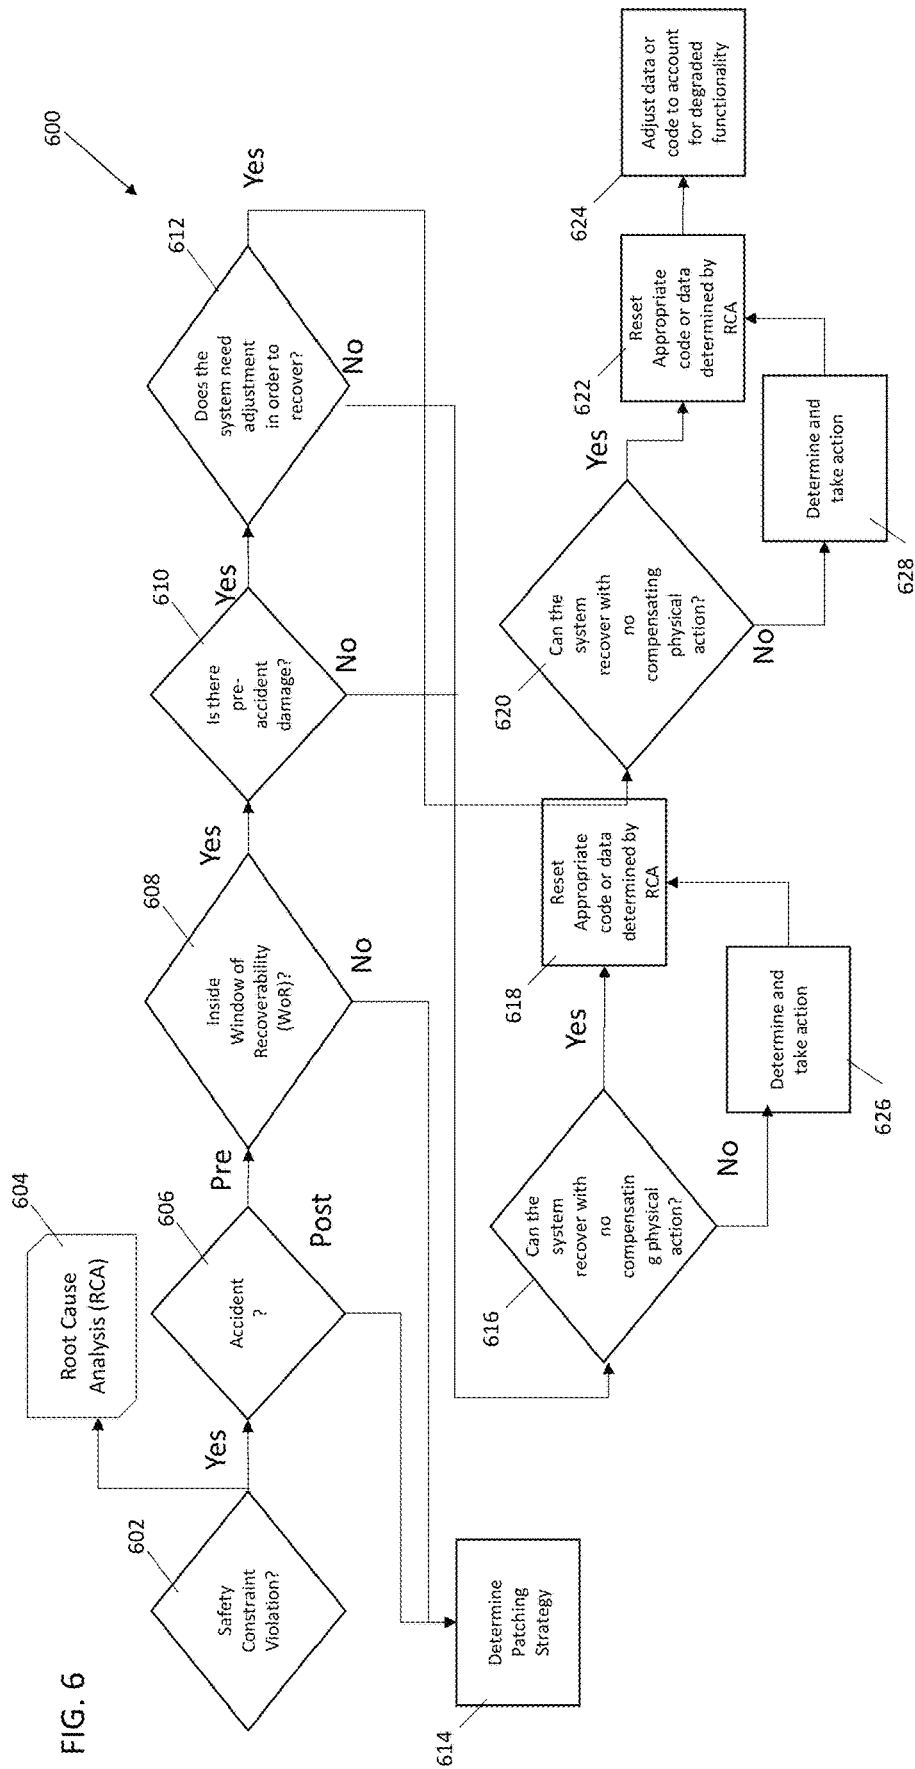 FIG. 6
600
602
Safety
Constraint
Violation?
Yes
604
Root Cause
Analysis (RCA)
606
Accident
?
Pre
Post
608
Inside
Window of
Recoverability
(WoR)?
Yes
No
610
Is there
pre-
accident
damage?
Yes
No
612
Does the
system need
adjustment
in order to
recover?
Yes
No
614
Determine
Patching
Strategy
616
Can the
system
recover with
no
compensatin
g physical
action?
Yes
No
618
Reset
Appropriate
code or data
determined by
RCA
626
Determine and
take action
620
Can the
system
recover with
no
compensating
physical
action?
Yes
No
622
Reset
Appropriate
code or data
determined by
RCA
628
Determine and
take action
624
Adjust data or
code to account
for degraded
functionality